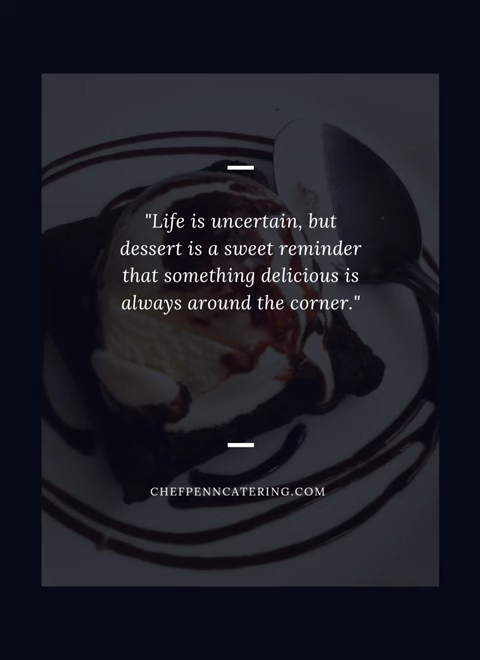 "Life is uncertain, but
dessert is a sweet reminder
that something delicious is
always around the corner."
CHEFPENNCATERING.COM